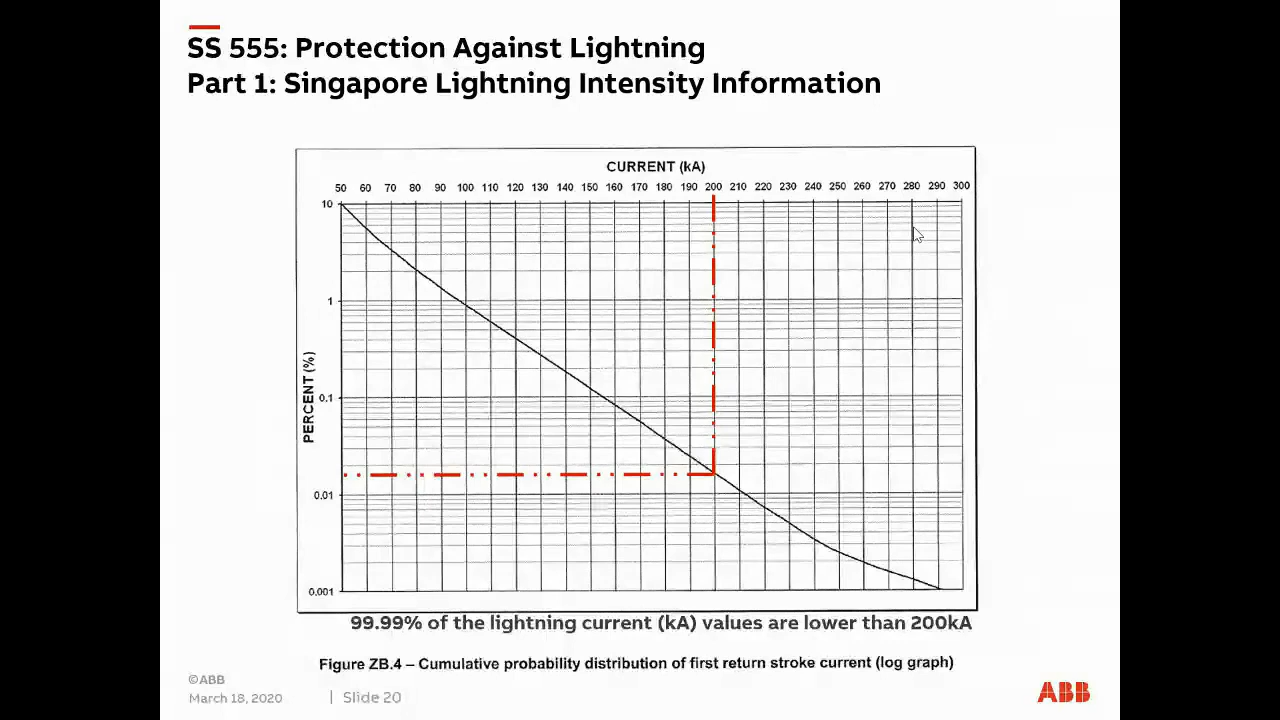 SS 555: Protection Against Lightning
Part 1: Singapore Lightning Intensity Information
CURRENT (kA)
50 60 70 80 90 100 110 120 130 140 150 160 170 180 190 200 210 220 230 240 250 260 270 280 290 300
10
1
0.1
0.01
0.001
PERCENT (%)
99.99% of the lightning current (kA) values are lower than 200kA
Figure ZB.4 – Cumulative probability distribution of first return stroke current (log graph)
©ABB
March 18, 2020 | Slide 20
ABB